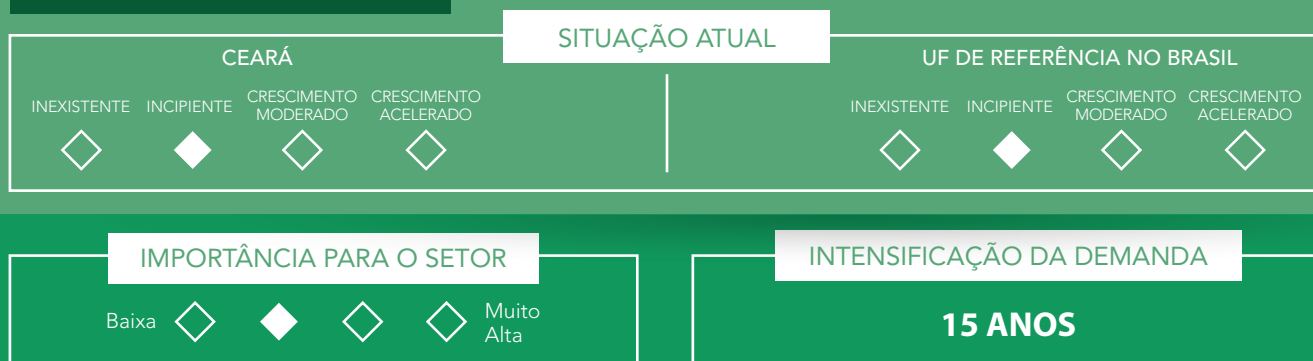 SITUAÇÃO ATUAL
CEARÁ
INEXISTENTE INCIPIENTE CRESCIMENTO MODERADO CRESCIMENTO ACELERADO
UF DE REFERÊNCIA NO BRASIL
INEXISTENTE INCIPIENTE CRESCIMENTO MODERADO CRESCIMENTO ACELERADO
IMPORTÂNCIA PARA O SETOR
Baixa
Muito
Alta
INTENSIFICAÇÃO DA DEMANDA
15 ANOS